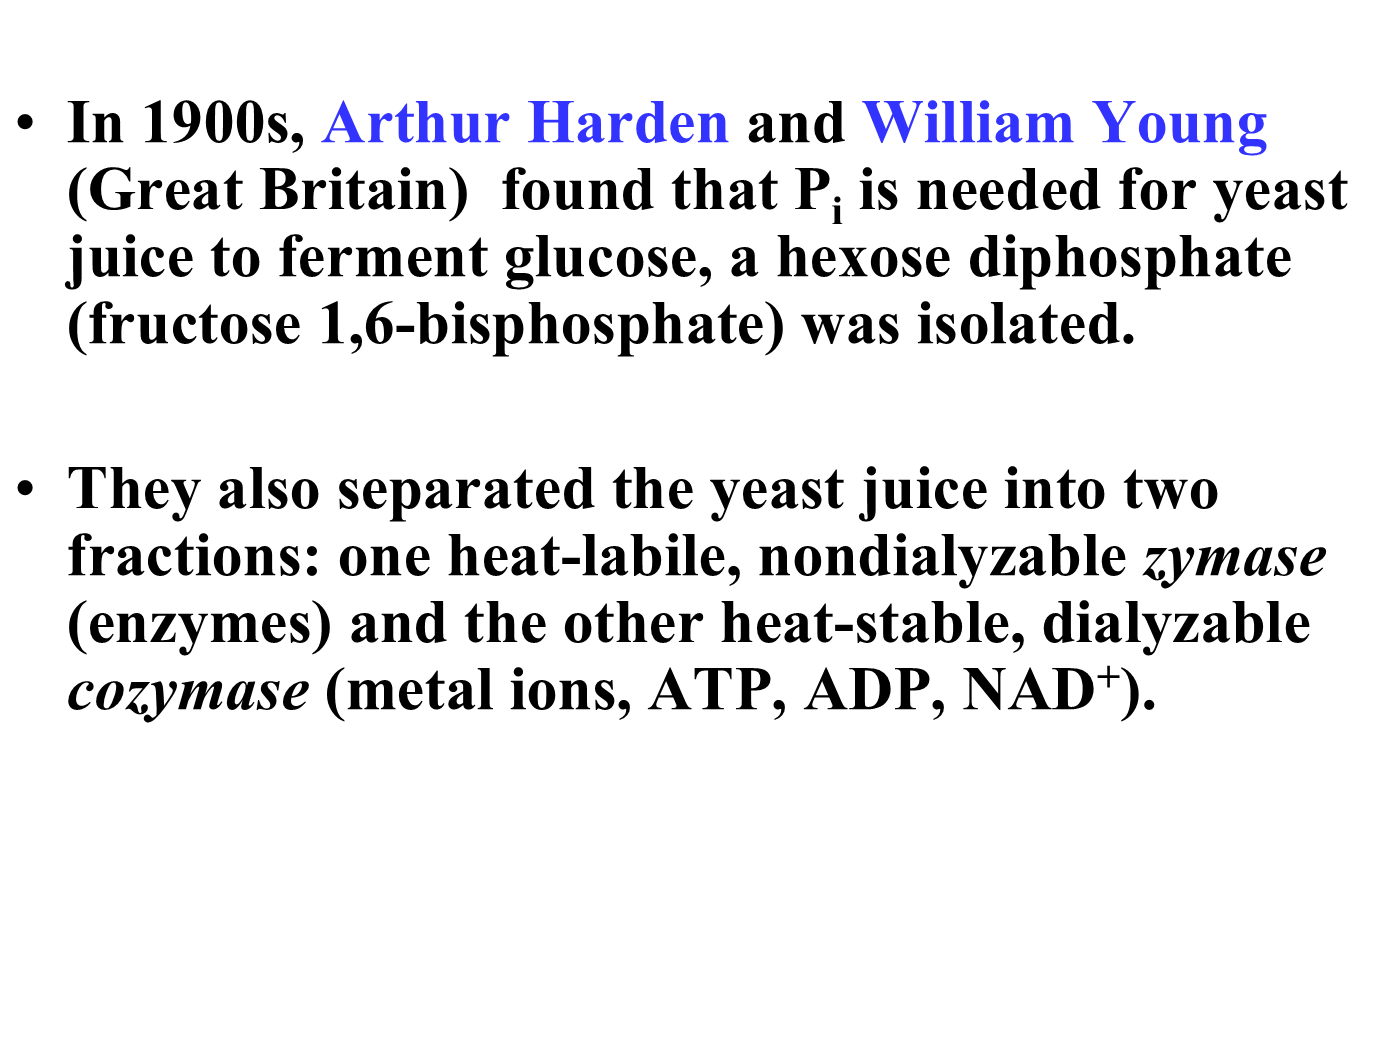 • In 1900s, Arthur Harden and William Young
(Great Britain) found that Pi is needed for yeast
juice to ferment glucose, a hexose diphosphate
(fructose 1,6-bisphosphate) was isolated.
• They also separated the yeast juice into two
fractions: one heat-labile, nondialyzable zymase
(enzymes) and the other heat-stable, dialyzable
cozymase (metal ions, ATP, ADP, NAD⁺).